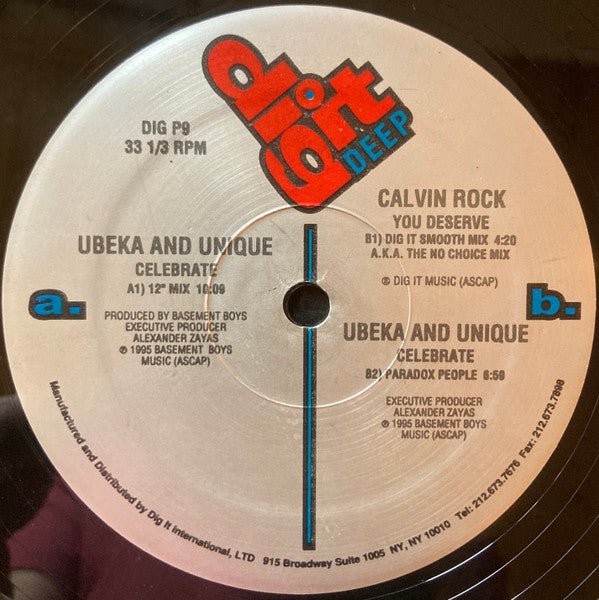 dig it
DEEP
DIG P9
33 1/3 RPM
UBEKA AND UNIQUE
CELEBRATE
A1) 12" MIX 10:09
PRODUCED BY BASEMENT BOYS
EXECUTIVE PRODUCER
ALEXANDER ZAYAS
℗ 1995 BASEMENT BOYS
MUSIC (ASCAP)
a.
CALVIN ROCK
YOU DESERVE
B1) DIG IT SMOOTH MIX 4:20
A.K.A. THE NO CHOICE MIX
℗ DIG IT MUSIC (ASCAP)
b.
UBEKA AND UNIQUE
CELEBRATE
B2) PARADOX PEOPLE 6:59
EXECUTIVE PRODUCER
ALEXANDER ZAYAS
℗ 1995 BASEMENT BOYS
MUSIC (ASCAP)
Manufactured and Distributed by Dig It International, LTD 915 Broadway Suite 1005 NY, NY 10010 Tel: 212.673.7676 Fax: 212.673.7898